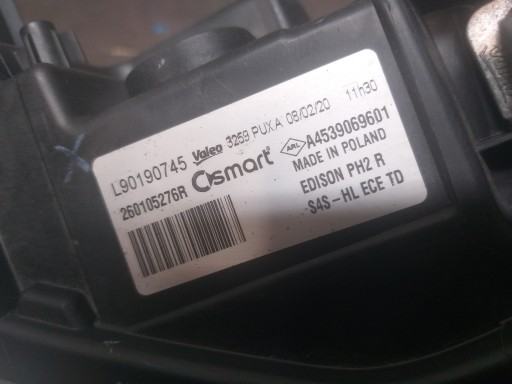 L90190745 Valeo 3259 PUXA 08/02/20 11h30
260105276R smart ARL A4539069601
MADE IN POLAND
EDISON PH2 R
S4S-HL ECE TD